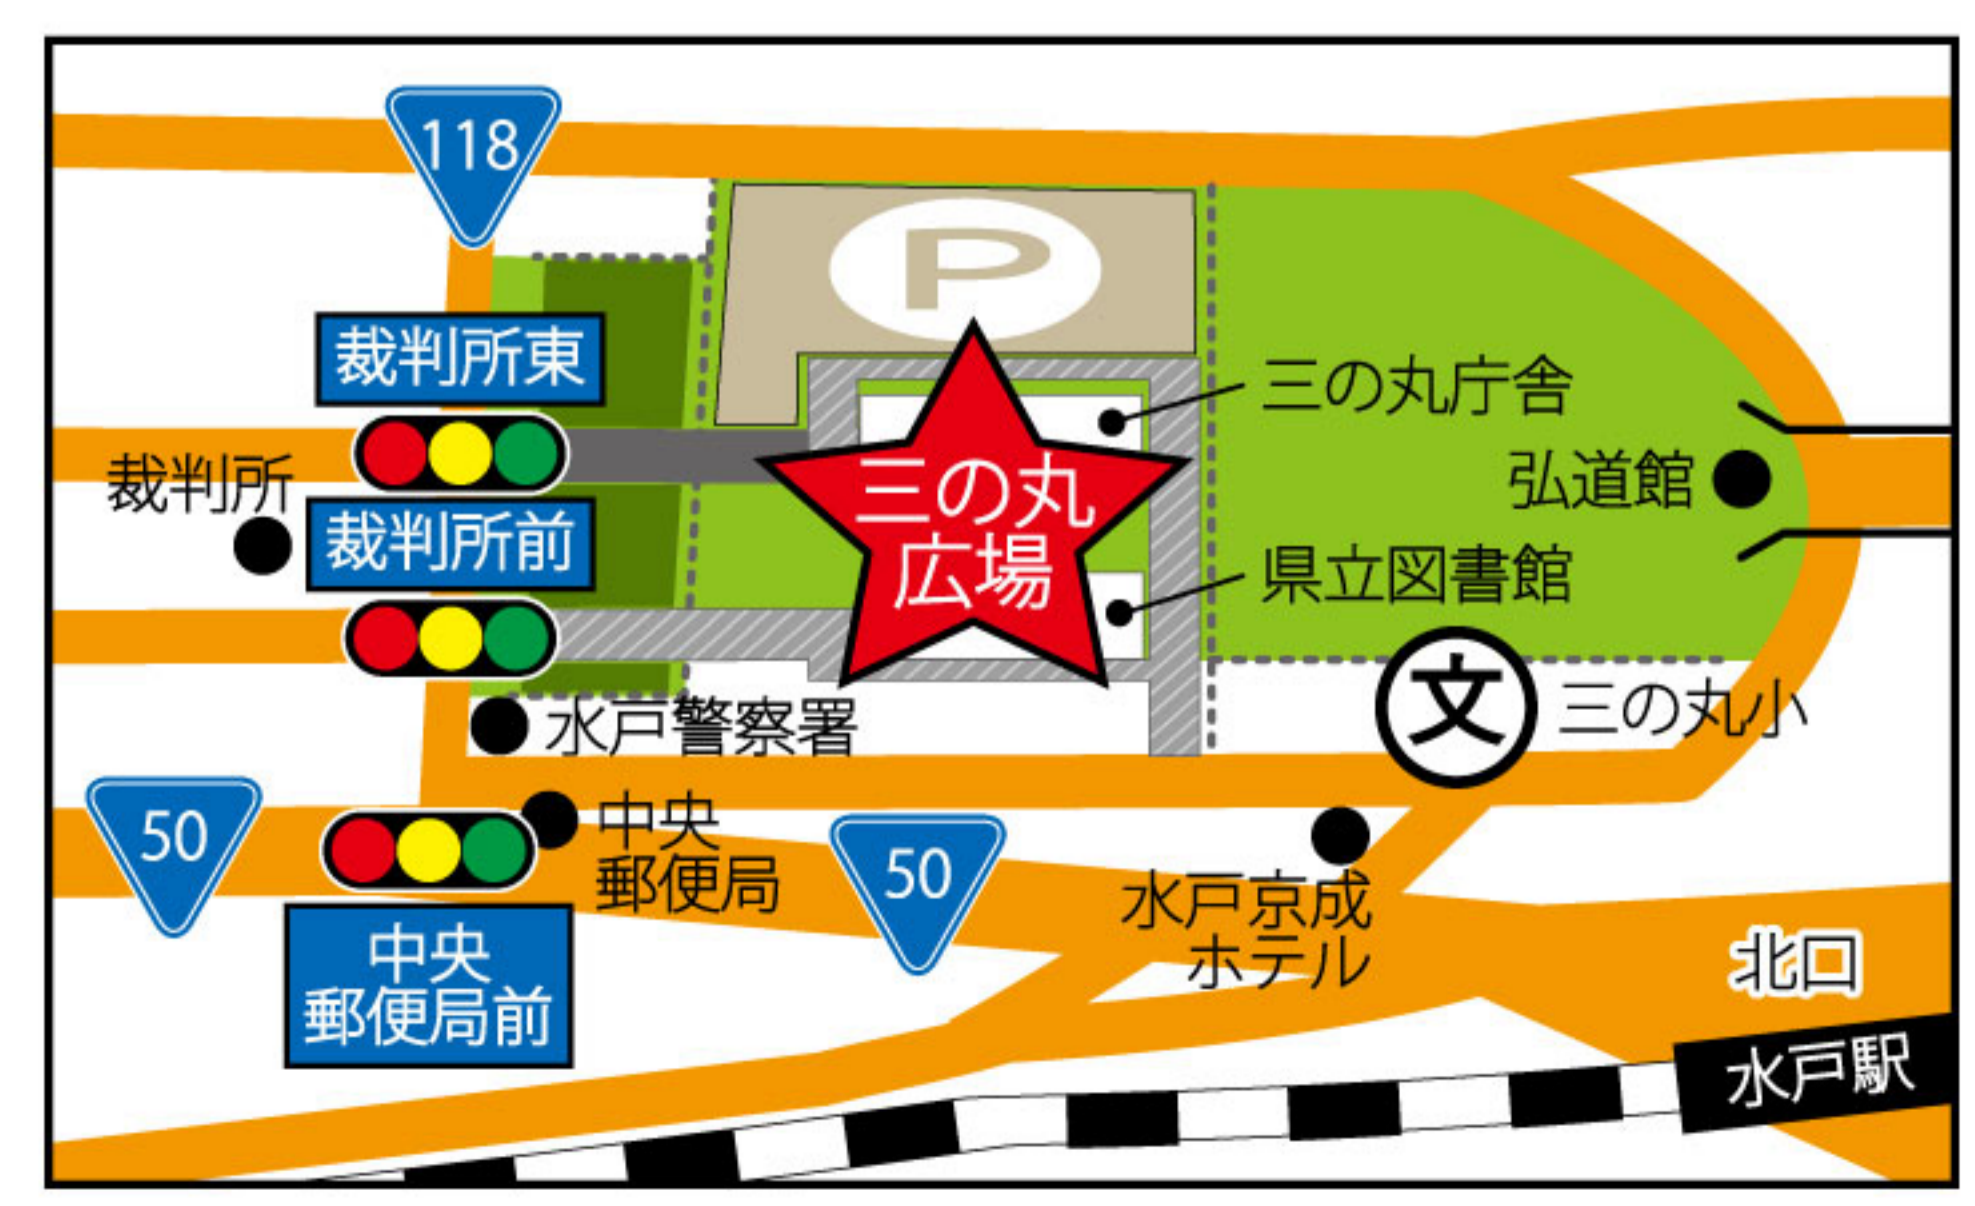 118
P
裁判所東
三の丸庁舎
裁判所
弘道館
三の丸
広場
裁判所前
県立図書館
文
三の丸小
水戸警察署
50
中央
郵便局
50
水戸京成
ホテル
中央
郵便局前
北口
水戸駅